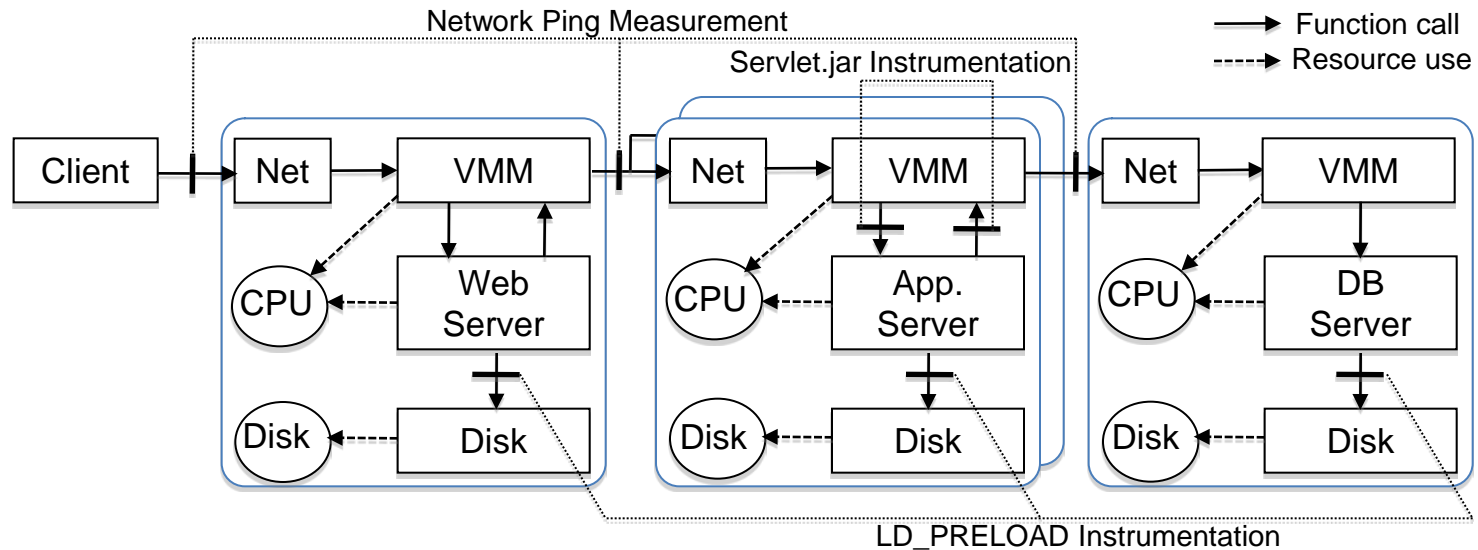 Network Ping Measurement
Function call
Servlet.jar Instrumentation
Resource use
Client
Net
VMM
Net
VMM
Net
VMM
CPU
Web
Server
CPU
App.
Server
CPU
DB
Server
Disk
Disk
Disk
Disk
Disk
Disk
LD_PRELOAD Instrumentation